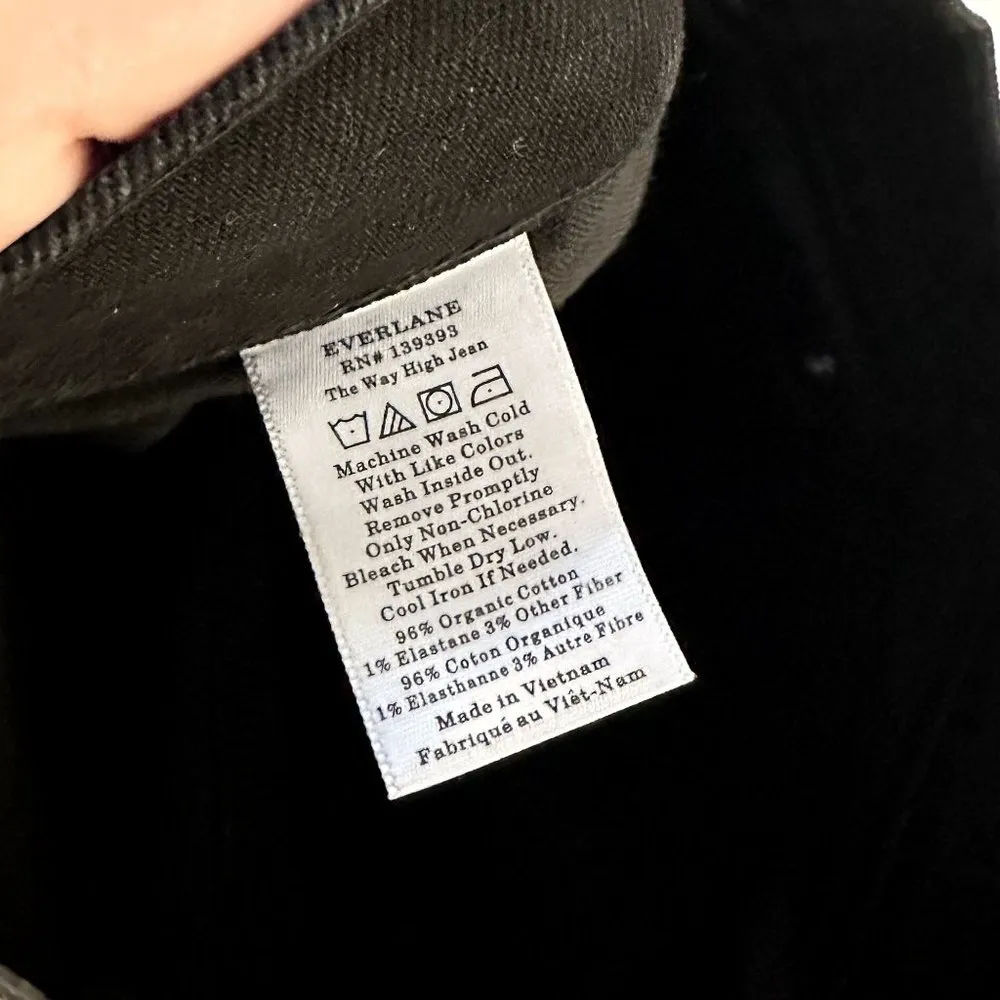 EVERLANE
RN# 139393
The Way High Jean
Machine Wash Cold
With Like Colors
Wash Inside Out.
Remove Promptly
Only Non-Chlorine
Bleach When Necessary.
Tumble Dry Low.
Cool Iron If Needed.
96% Organic Cotton
1% Elastane 3% Other Fiber
96% Coton Organique
1% Elasthanne 3% Autre Fibre
Made in Vietnam
Fabriqué au Viêt-Nam